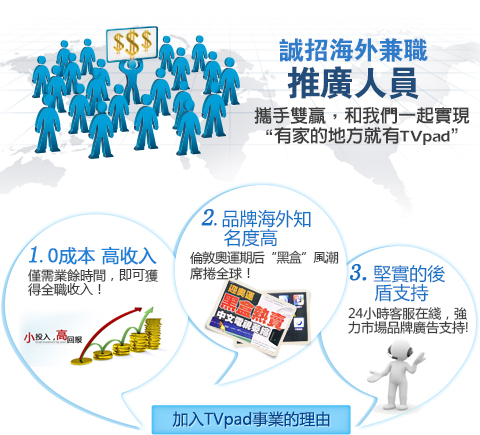 $$$
誠招海外兼職
推廣人員
攜手雙贏，和我們一起實現
“有家的地方就有TVpad”
1. 0成本 高收入
僅需業餘時間，即可獲
得全職收入！
小投入，高回報
2. 品牌海外知
名度高
倫敦奧運期后“黑盒”風潮
席捲全球！
迎奧運
黑盒熱賣
中文電視直播
3. 堅實的後
盾支持
24小時客服在綫，強
力市場品牌廣告支持!
加入TVpad事業的理由